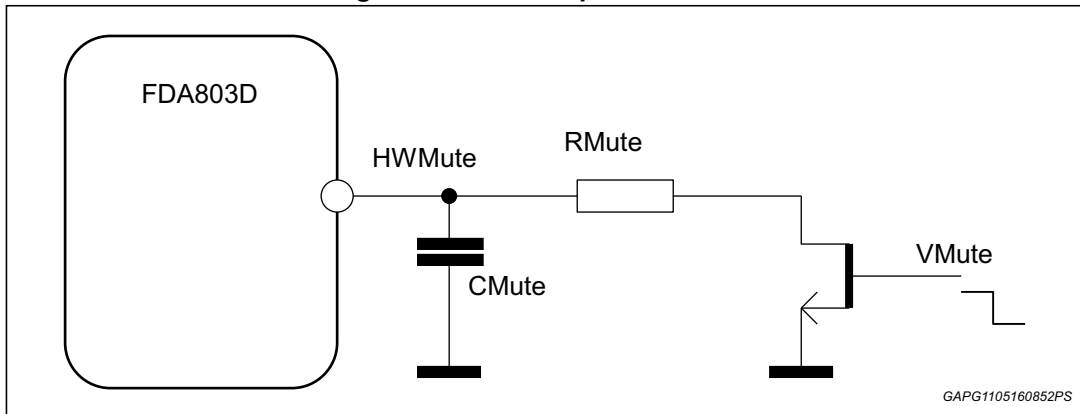 FDA803D
HWMute
RMute
CMute
VMute
GAPG1105160852PS